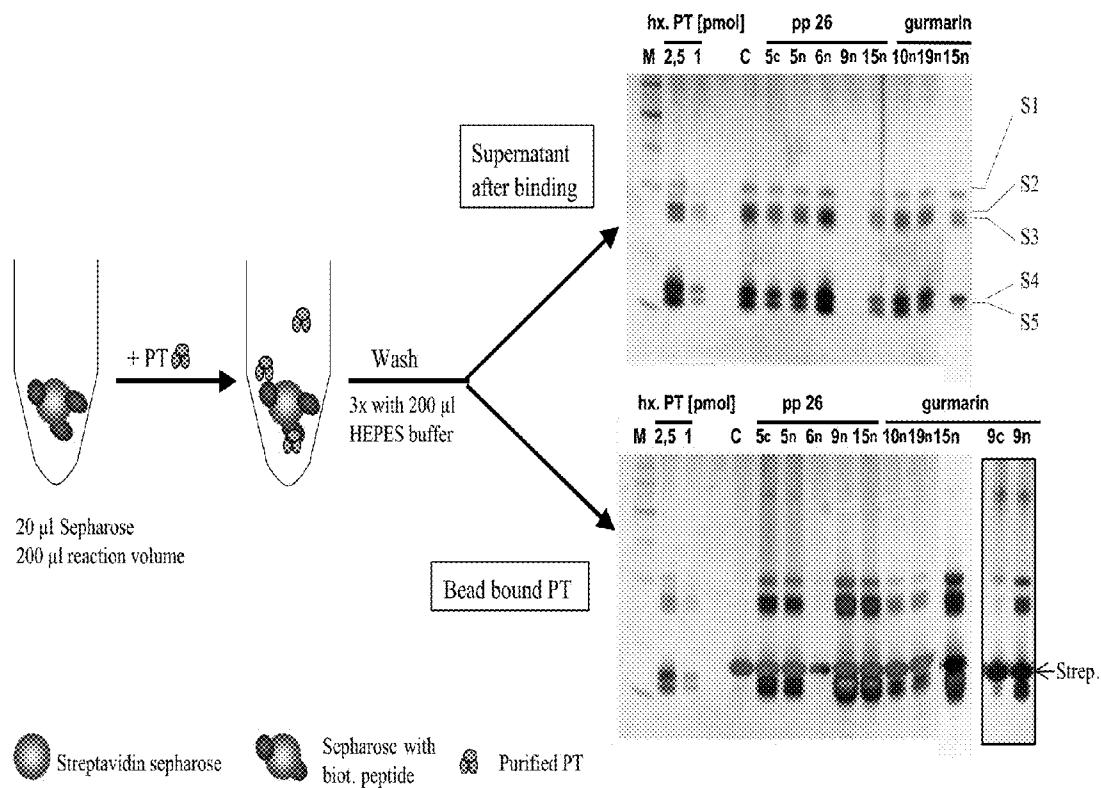 hx. PT [pmol] pp 26 gurmarin
M 2,5 1 C 5c 5n 6n 9n 15n 10n 19n 15n
Supernatant
after binding
S1
S2
S3
S4
S5
+ PT
Wash
3x with 200 µl
HEPES buffer
20 µl Sepharose
200 µl reaction volume
hx. PT [pmol] pp 26 gurmarin
M 2,5 1 C 5c 5n 6n 9n 15n 10n 19n 15n 9c 9n
Bead bound PT
Strep.
Streptavidin sepharose
Sepharose with
biot. peptide
Purified PT